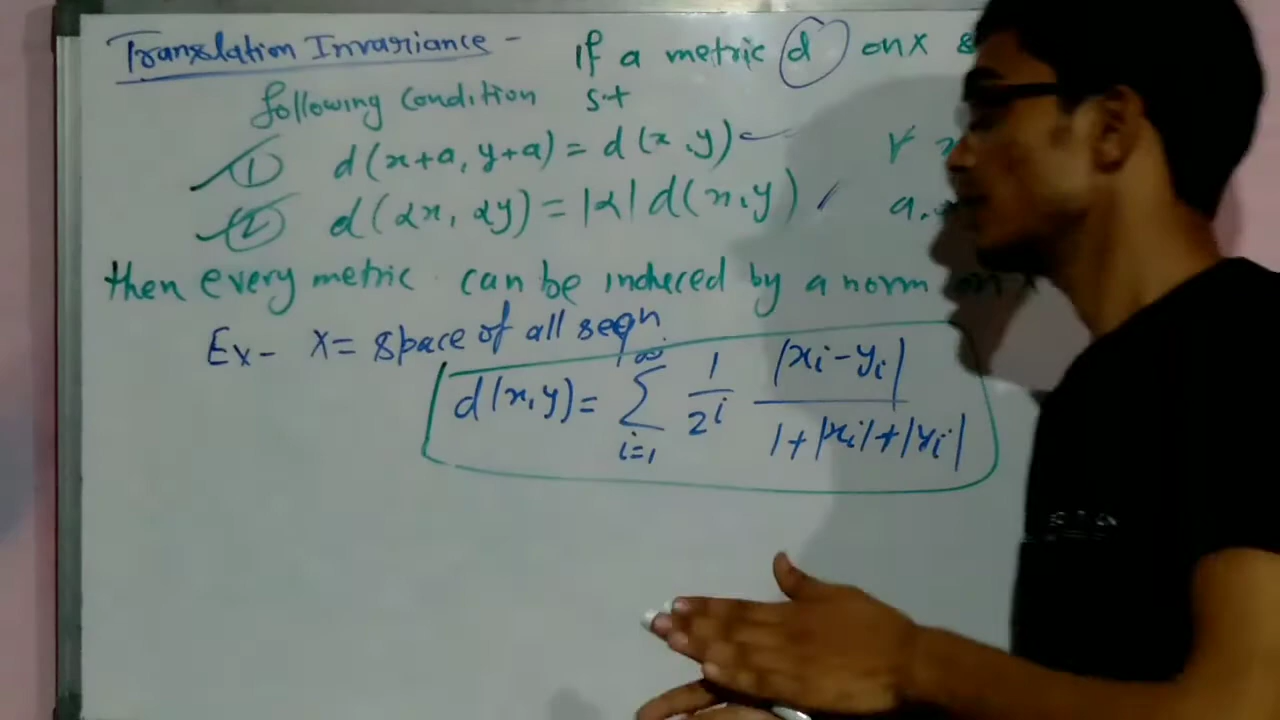 Translation Invariance - If a metric d on X
following condition s.t
① d(x+a, y+a) = d(x,y) ∀
② d(αx, αy) = |α| d(x,y) a,
then every metric can be induced by a norm on X
Ex- X = space of all seqn.
d(x,y) = ∑_{i=1}^{∞} 1/2^i |xi-yi| / 1+|xi|+|yi|